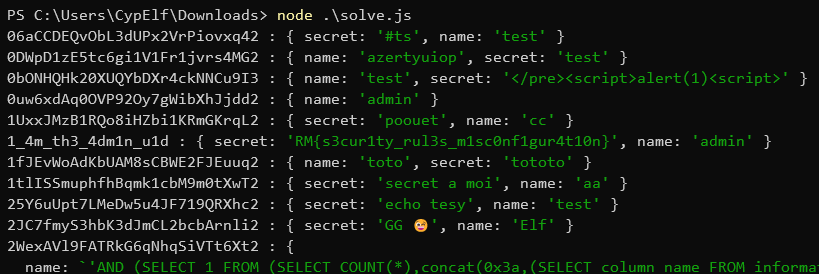 PS C:\Users\CypElf\Downloads> node .\solve.js
06aCCDEQvObL3dUPx2VrPiovxq42 : { secret: '#ts', name: 'test' }
0DWpD1zE5tc6gi1V1Fr1jvrs4MG2 : { name: 'azertyuiop', secret: 'test' }
0bONHQHk20XUQYbDXr4ckNNCu9I3 : { name: 'test', secret: '</pre><script>alert(1)<script>' }
0uw6xdAq0OVP92Oy7gWibXhJjdd2 : { name: 'admin' }
1UxxJMzB1RQo8iHZbi1KRmGKrqL2 : { secret: 'poouet', name: 'cc' }
1_4m_th3_4dm1n_u1d : { secret: 'RM{s3cur1ty_rul3s_m1sc0nf1gur4t10n}', name: 'admin' }
1fJEvWoAdKbUAM8sCBWE2FJEuuq2 : { name: 'toto', secret: 'tototo' }
1tlISSmuphfhBqmk1cbM9m0tXwT2 : { secret: 'secret a moi', name: 'aa' }
25Y6uUpt7LMeDw5u4JF719QRXhc2 : { secret: 'echo tesy', name: 'test' }
2JC7fmyS3hbK3dJmCL2bcbArnli2 : { secret: 'GG 😅', name: 'Elf' }
2WexAVl9FATRkG6qNhqSiVTt6Xt2 : {
name: `'AND (SELECT 1 FROM (SELECT COUNT(*),concat(0x3a,(SELECT column_name FROM informat